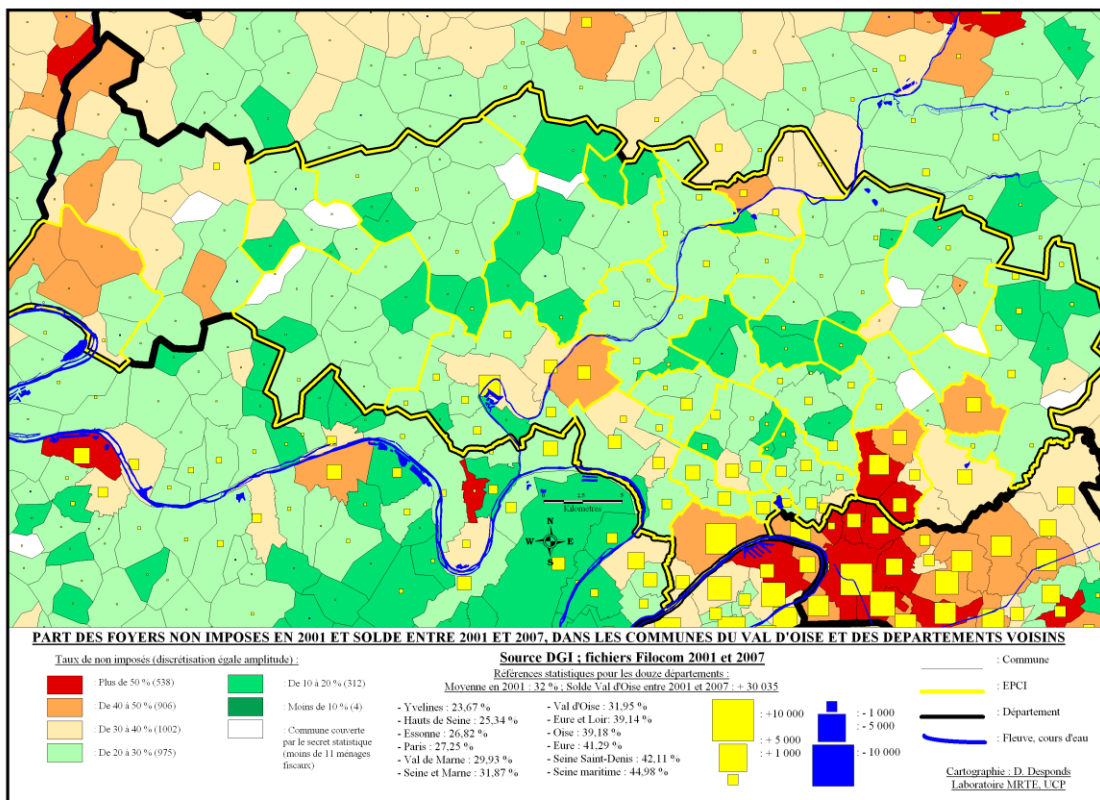 2,5 5
Kilomètres
N
W E
S
PART DES FOYERS NON IMPOSES EN 2001 ET SOLDE ENTRE 2001 ET 2007, DANS LES COMMUNES DU VAL D'OISE ET DES DEPARTEMENTS VOISINS
Taux de non imposés (discrétisation égale amplitude) :
: Plus de 50 % (538)
: De 40 à 50 % (906)
: De 30 à 40 % (1002)
: De 20 à 30 % (975)
: De 10 à 20 % (312)
: Moins de 10 % (4)
: Commune couverte
par le secret statistique
(moins de 11 ménages
fiscaux)
Source DGI ; fichiers Filocom 2001 et 2007
Références statistiques pour les douze départements :
Moyenne en 2001 : 32 % ; Solde Val d'Oise entre 2001 et 2007 : + 30 035
- Yvelines : 23,67 %
- Hauts de Seine : 25,34 %
- Essonne : 26,82 %
- Paris : 27,25 %
- Val de Marne : 29,93 %
- Seine et Marne : 31,87 %
- Val d'Oise : 31,95 %
- Eure et Loir : 39,14 %
- Oise : 39,18 %
- Eure : 41,29 %
- Seine Saint-Denis : 42,11 %
- Seine maritime : 44,98 %
: +10 000
: + 5 000
: + 1 000
: - 1 000
: - 5 000
: - 10 000
: Commune
: EPCI
: Département
: Fleuve, cours d'eau
Cartographie : D. Desponds
Laboratoire MRTE, UCP